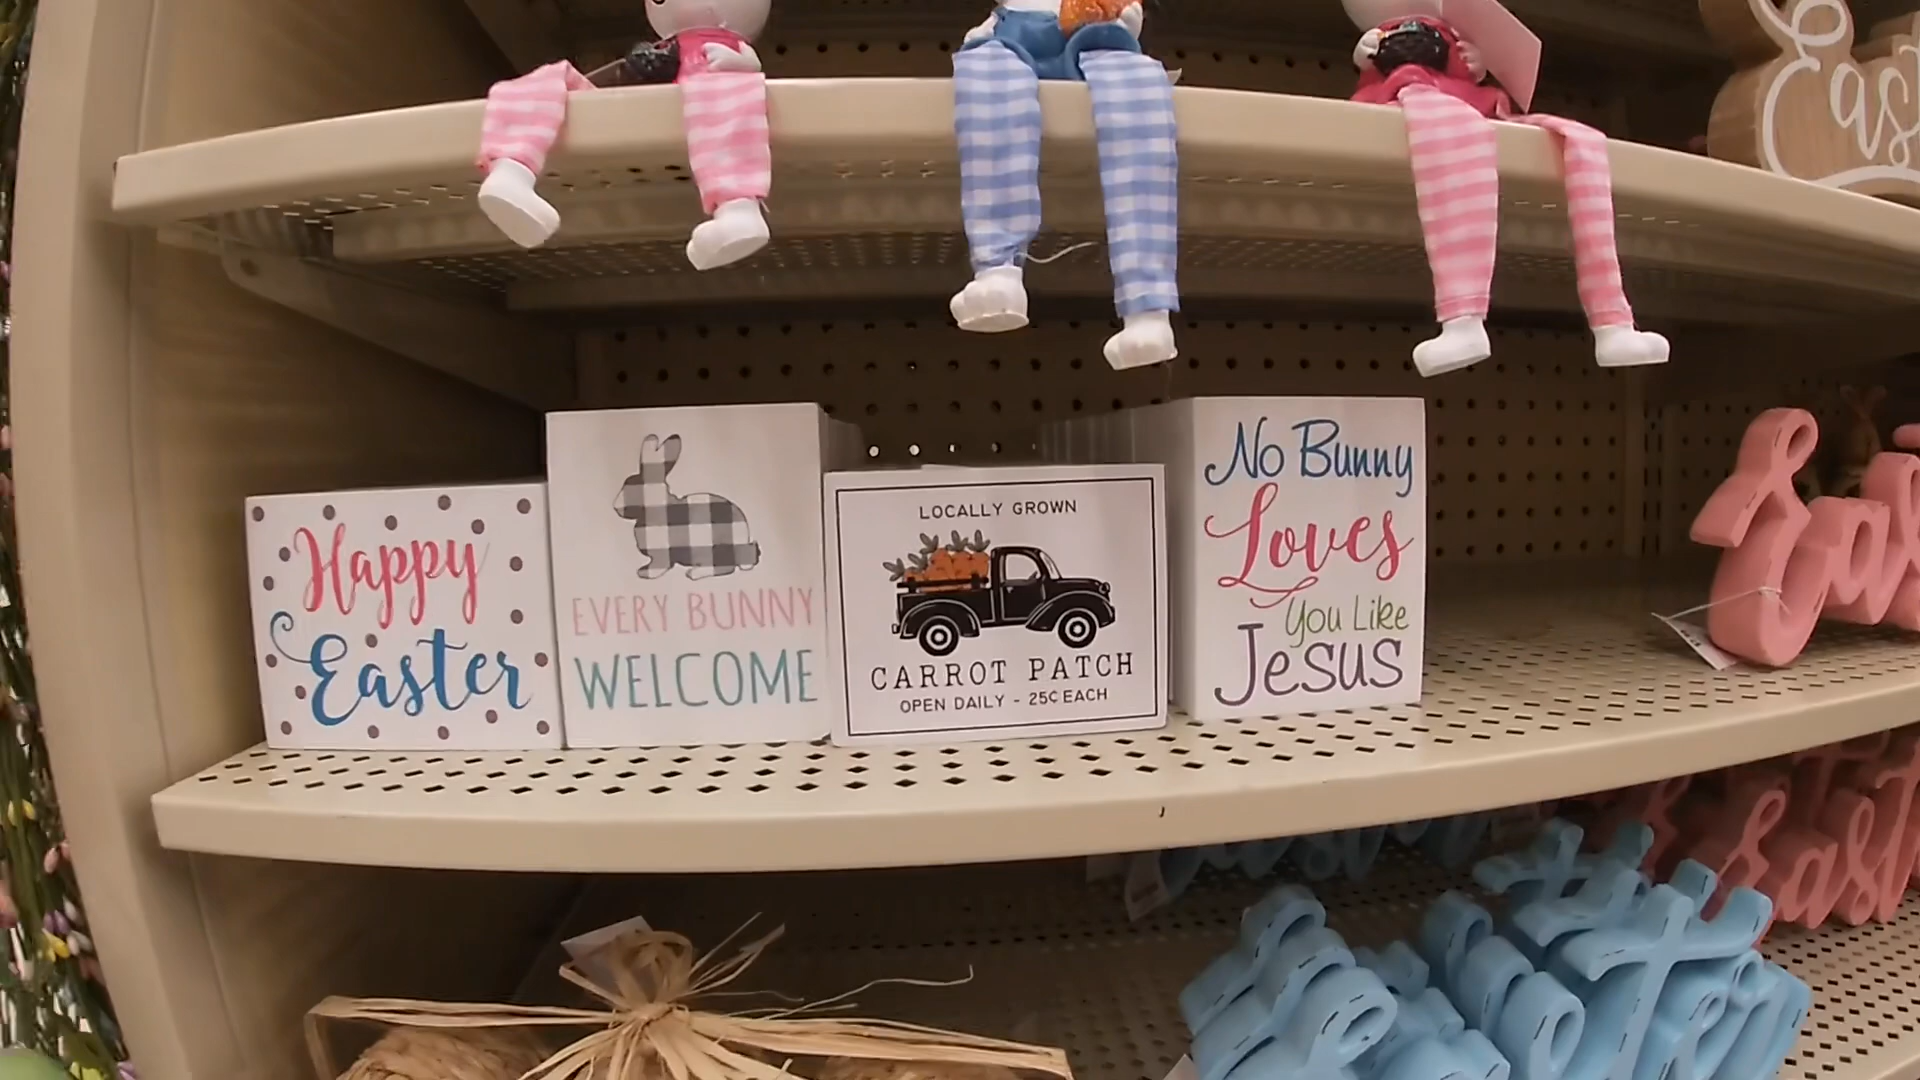 Happy
Easter
EVERY BUNNY
WELCOME
LOCALLY GROWN
CARROT PATCH
OPEN DAILY - 25¢ EACH
No Bunny
Loves
You Like
Jesus